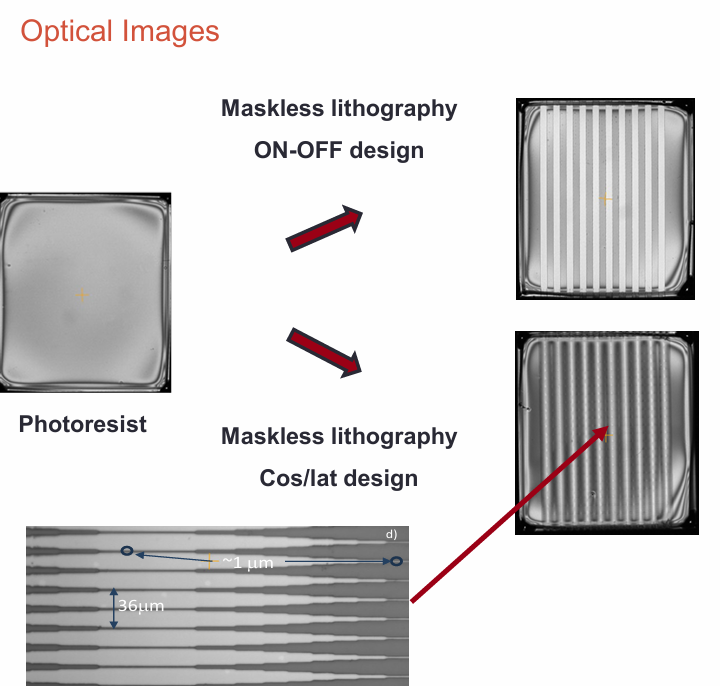 Optical Images
Maskless lithography
ON-OFF design
Photoresist
Maskless lithography
Cos/lat design
d)
~1 μm
36μm